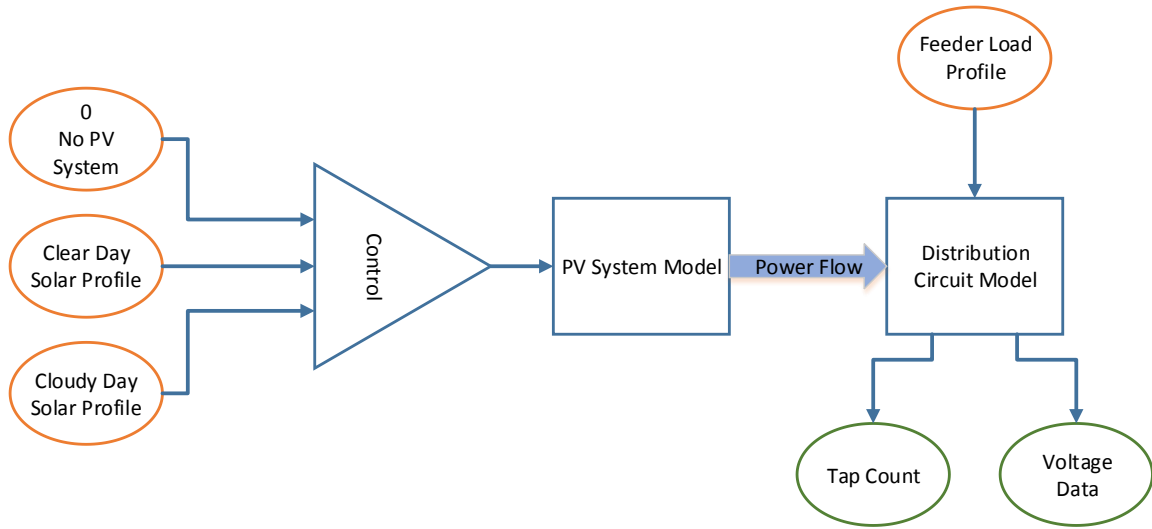 Feeder Load
Profile
0
No PV
System
Clear Day
Solar Profile
Cloudy Day
Solar Profile
Control
PV System Model
Power Flow
Distribution
Circuit Model
Tap Count
Voltage
Data